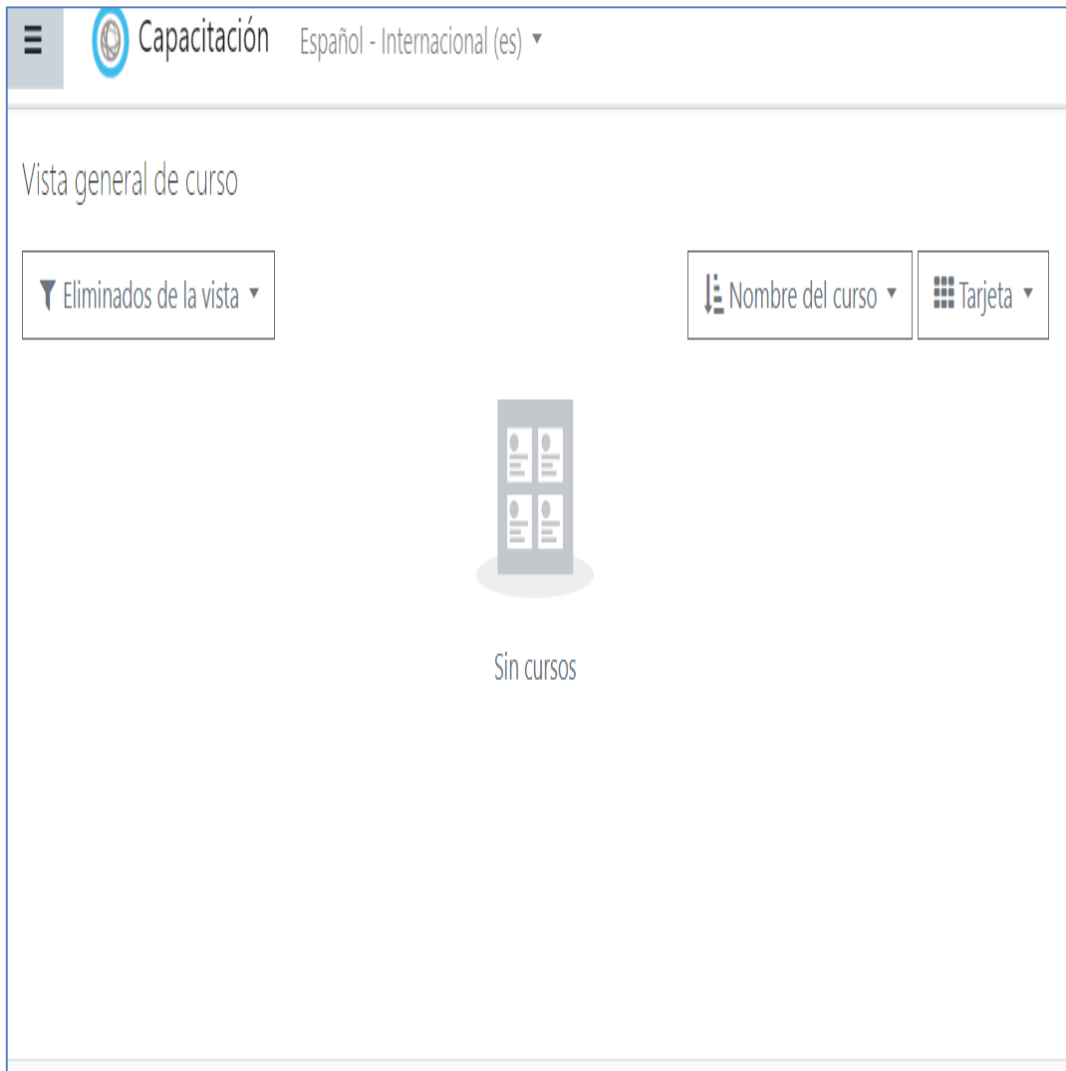 Capacitación Español - Internacional (es)
Vista general de curso
Eliminados de la vista Nombre del curso Tarjeta
Sin cursos